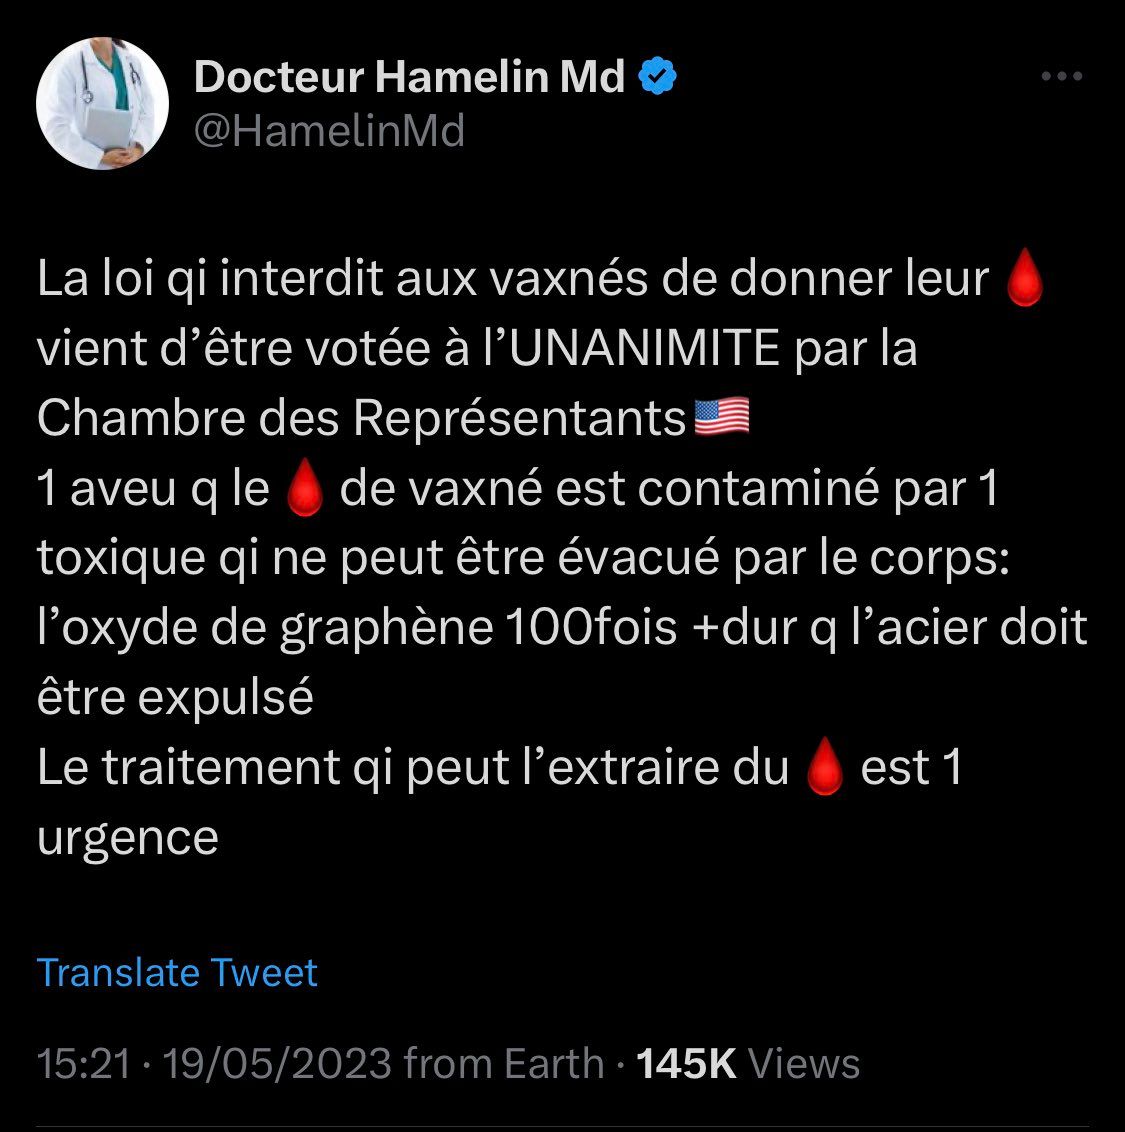 Docteur Hamelin Md
@HamelinMd
La loi qi interdit aux vaxnés de donner leur 🩸
vient d’être votée à l’UNANIMITE par la
Chambre des Représentants🇺🇸
1 aveu q le 🩸 de vaxné est contaminé par 1
toxique qi ne peut être évacué par le corps:
l’oxyde de graphène 100fois +dur q l’acier doit
être expulsé
Le traitement qi peut l’extraire du 🩸 est 1
urgence
Translate Tweet
15:21 · 19/05/2023 from Earth · 145K Views